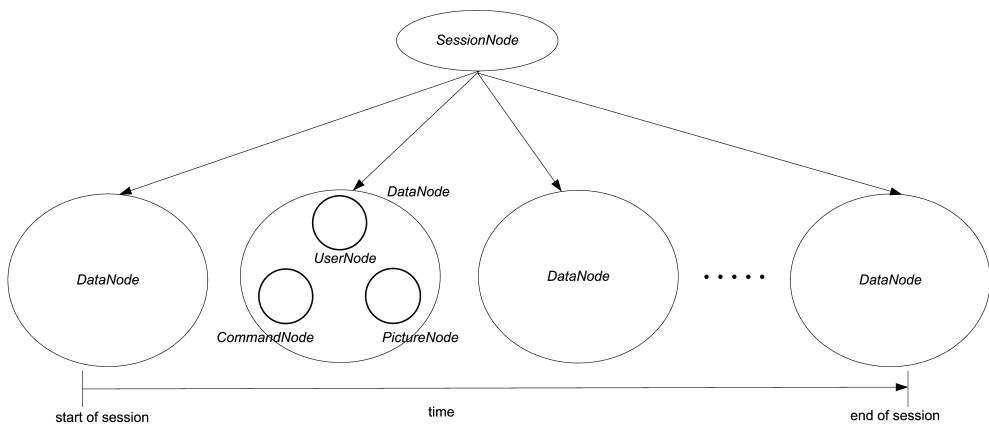 SessionNode
DataNode
UserNode
DataNode
DataNode
DataNode
CommandNode
PictureNode
start of session
time
end of session